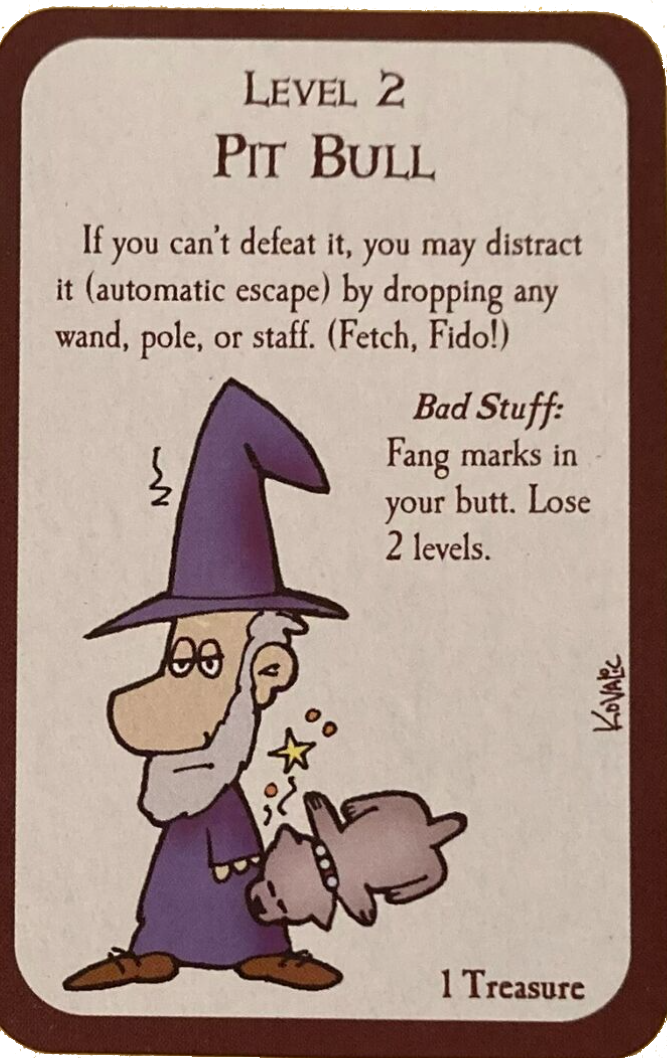 Level 2
Pit Bull
If you can't defeat it, you may distract
it (automatic escape) by dropping any
wand, pole, or staff. (Fetch, Fido!)
Bad Stuff:
Fang marks in
your butt. Lose
2 levels.
Kovalic
1 Treasure